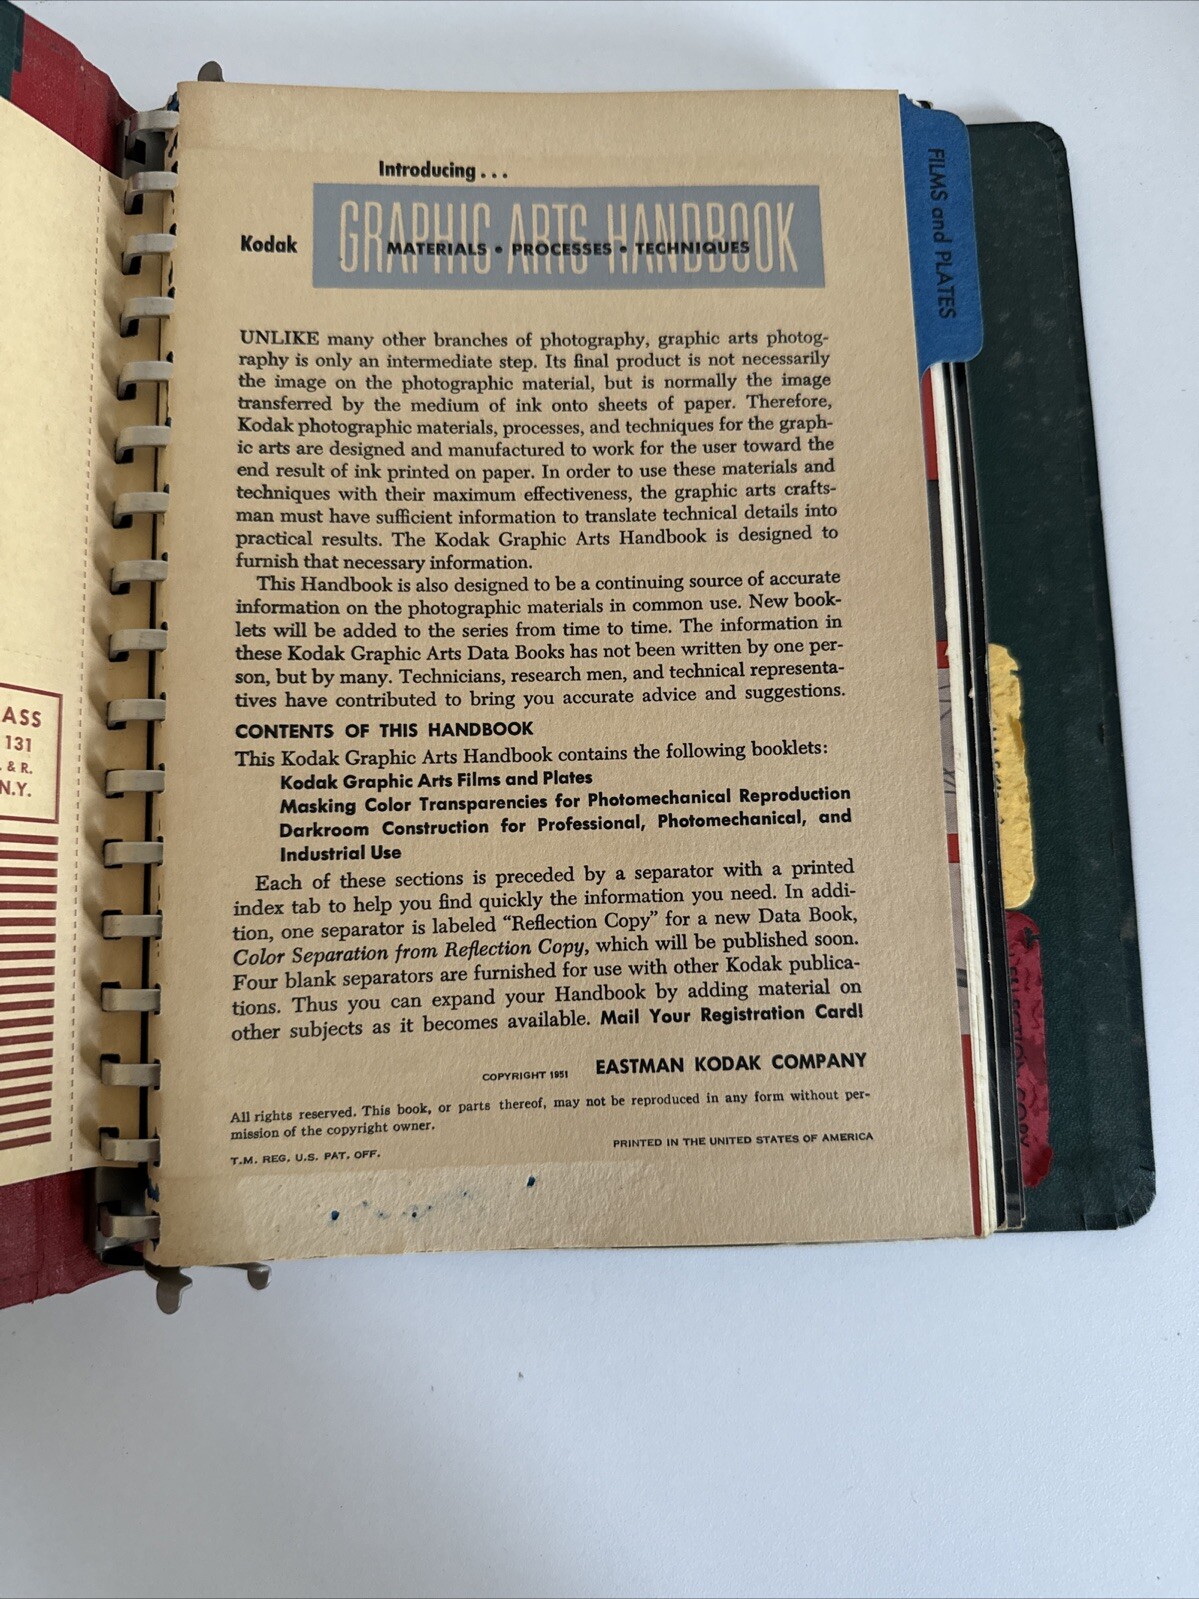 ASS
131
. & R.
N.Y.
Introducing . . .
Kodak
GRAPHIC ARTS HANDBOOK
MATERIALS • PROCESSES • TECHNIQUES
UNLIKE many other branches of photography, graphic arts photog-
raphy is only an intermediate step. Its final product is not necessarily
the image on the photographic material, but is normally the image
transferred by the medium of ink onto sheets of paper. Therefore,
Kodak photographic materials, processes, and techniques for the graph-
ic arts are designed and manufactured to work for the user toward the
end result of ink printed on paper. In order to use these materials and
techniques with their maximum effectiveness, the graphic arts crafts-
man must have sufficient information to translate technical details into
practical results. The Kodak Graphic Arts Handbook is designed to
furnish that necessary information.
This Handbook is also designed to be a continuing source of accurate
information on the photographic materials in common use. New book-
lets will be added to the series from time to time. The information in
these Kodak Graphic Arts Data Books has not been written by one per-
son, but by many. Technicians, research men, and technical representa-
tives have contributed to bring you accurate advice and suggestions.
CONTENTS OF THIS HANDBOOK
This Kodak Graphic Arts Handbook contains the following booklets:
Kodak Graphic Arts Films and Plates
Masking Color Transparencies for Photomechanical Reproduction
Darkroom Construction for Professional, Photomechanical, and
Industrial Use
Each of these sections is preceded by a separator with a printed
index tab to help you find quickly the information you need. In addi-
tion, one separator is labeled “Reflection Copy” for a new Data Book,
Color Separation from Reflection Copy, which will be published soon.
Four blank separators are furnished for use with other Kodak publica-
tions. Thus you can expand your Handbook by adding material on
other subjects as it becomes available. Mail Your Registration Card!
COPYRIGHT 1951 EASTMAN KODAK COMPANY
All rights reserved. This book, or parts thereof, may not be reproduced in any form without per-
mission of the copyright owner.
PRINTED IN THE UNITED STATES OF AMERICA
T.M. REG. U.S. PAT. OFF.
FILMS and PLATES